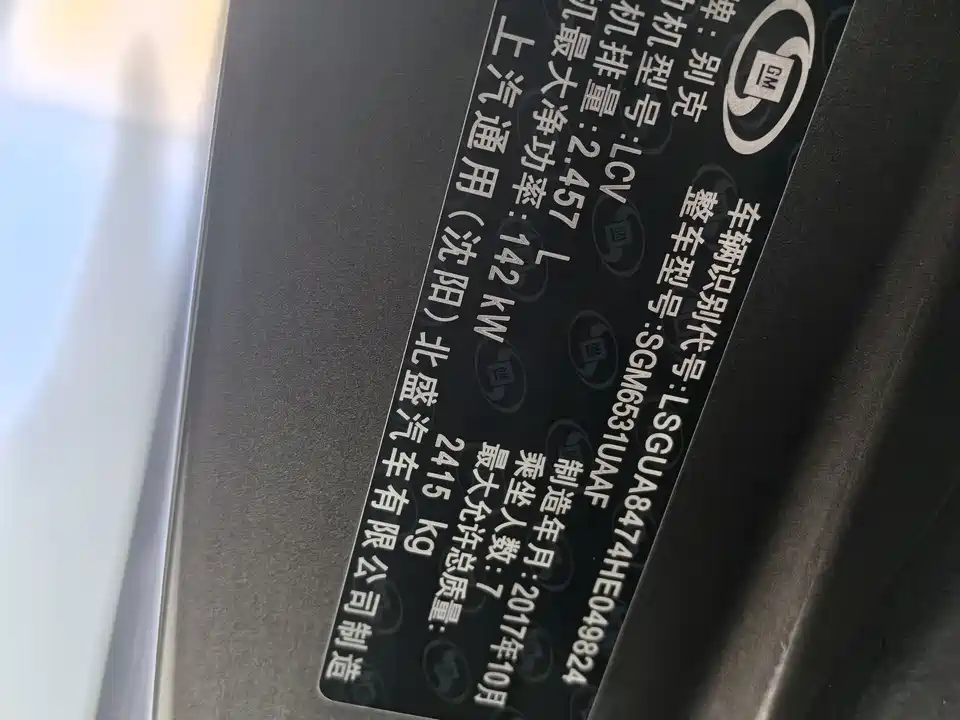 GM
车辆识别代号:LSGUA8474HE049824
整车型号:SGM6531UAAF
牌:别克
机型号:LCV
制造年月:2017年10月
机排量:2.457 L
乘坐人数:7
机最大净功率:142 kW
最大允许总质量:
2415 kg
上汽通用(沈阳)北盛汽车有限公司制造